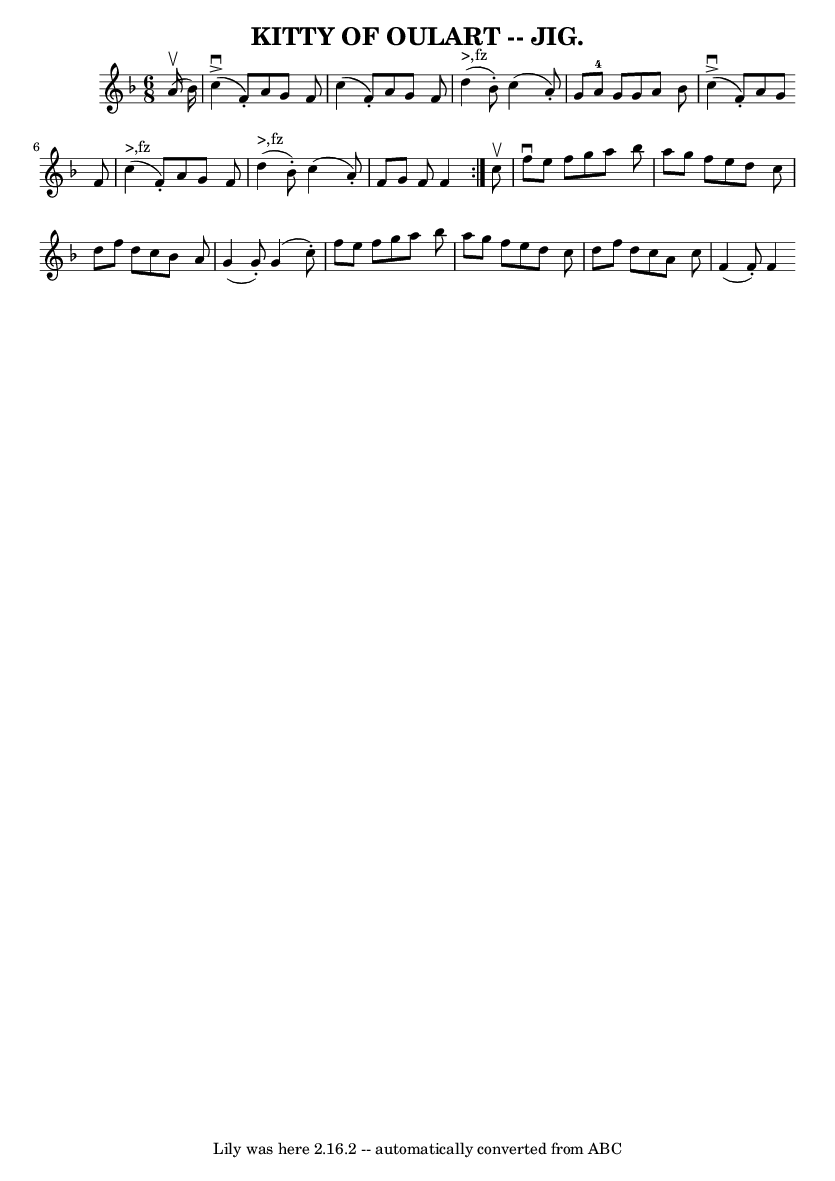 KITTY OF OULART -- JIG.
>,fz
4
6
8
6
>,fz >,fz
Lily was here 2.16.2 -- automatically converted from ABC